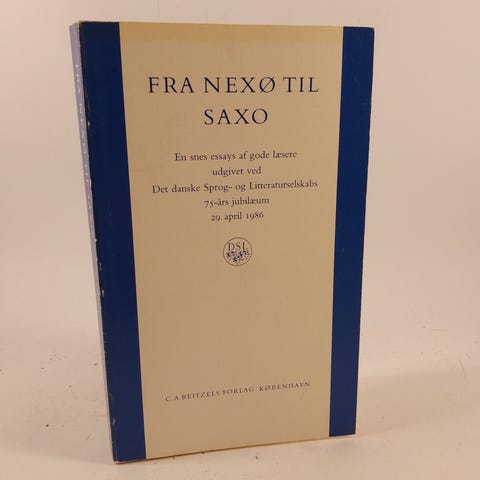 FRA NEXØ TIL
SAXO
En snes essays af gode læsere
udgivet ved
Det danske Sprog- og Litteraturselskabs
75-års jubilæum
29. april 1986
DSL
C. A. REITZELS FORLAG · KØBENHAVN